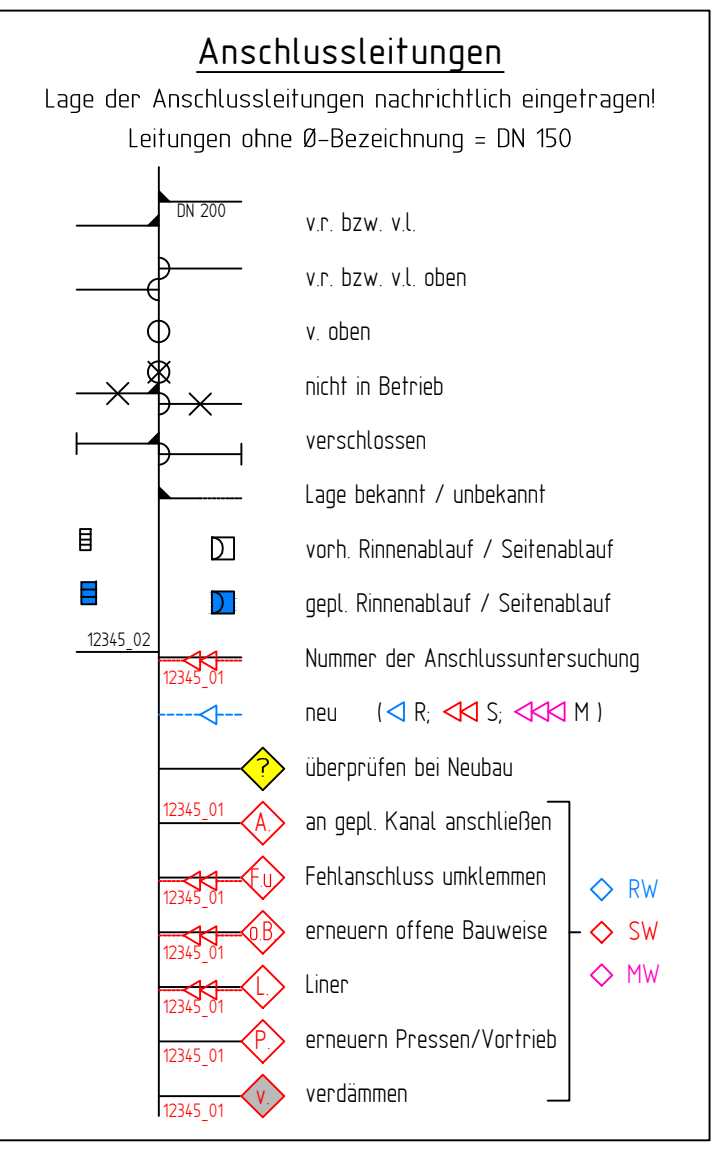 Anschlussleitungen
Lage der Anschlussleitungen nachrichtlich eingetragen!
Leitungen ohne Ø-Bezeichnung = DN 150
DN 200
v.r. bzw. v.l.
v.r. bzw. v.l. oben
v. oben
nicht in Betrieb
verschlossen
Lage bekannt / unbekannt
vorh. Rinnenablauf / Seitenablauf
gepl. Rinnenablauf / Seitenablauf
12345_02
12345_01
Nummer der Anschlussuntersuchung
neu ( R; S; M )
? überprüfen bei Neubau
12345_01 A. an gepl. Kanal anschließen
12345_01 F.u. Fehlanschluss umklemmen
12345_01 o.B. erneuern offene Bauweise
12345_01 L. Liner
12345_01 P. erneuern Pressen/Vortrieb
12345_01 v. verdämmen
RW
SW
MW